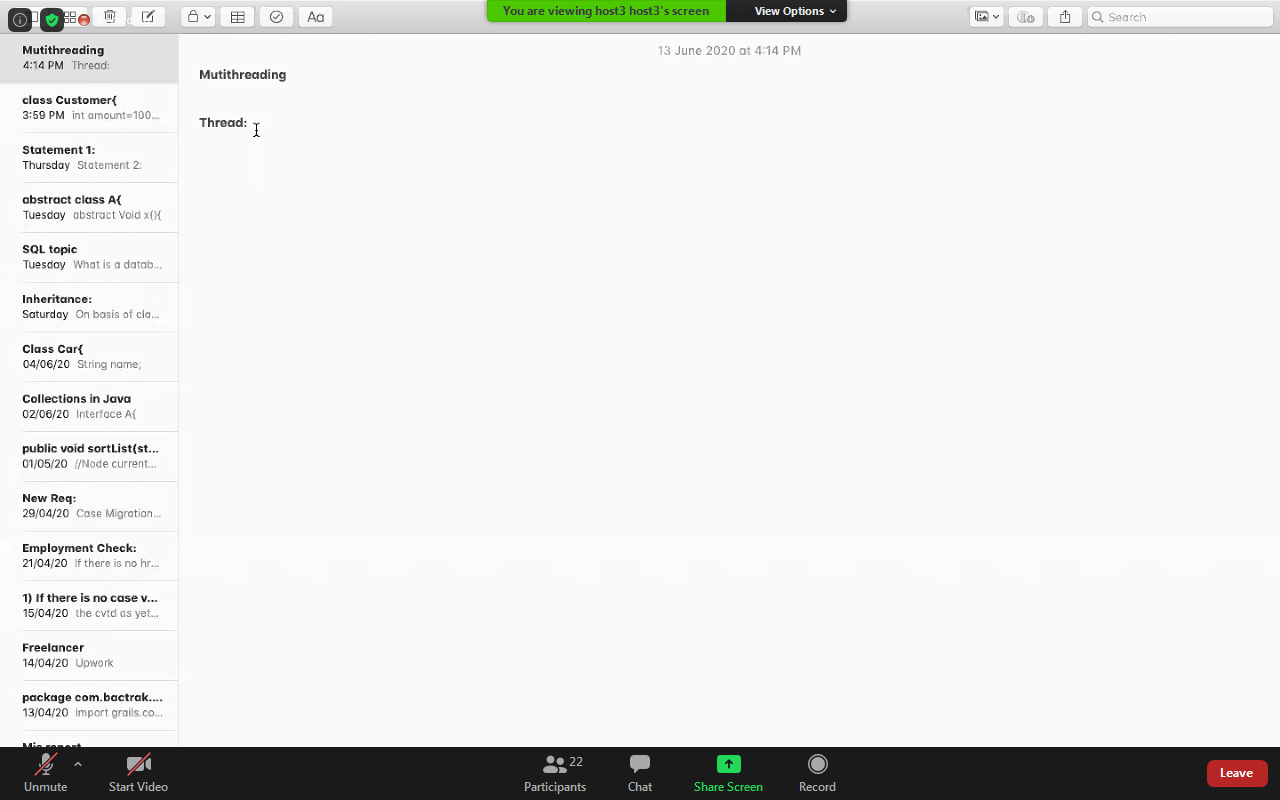 You are viewing host3 host3's screen
View Options
Aa
Search
Mutithreading
4:14 PM Thread:
class Customer{
3:59 PM int amount=100...
Statement 1:
Thursday Statement 2:
abstract class A{
Tuesday abstract Void x(){
SQL topic
Tuesday What is a datab...
Inheritance:
Saturday On basis of cla...
Class Car{
04/06/20 String name;
Collections in Java
02/06/20 Interface A{
public void sortList(st...
01/05/20 //Node current...
New Req:
29/04/20 Case Migration...
Employment Check:
21/04/20 If there is no hr...
1) If there is no case v...
15/04/20 the cvtd as yet...
Freelancer
14/04/20 Upwork
package com.bactrak....
13/04/20 import grails.co...
Mis report
13 June 2020 at 4:14 PM
Mutithreading
Thread:
Unmute
Start Video
22
Participants
Chat
Share Screen
Record
Leave